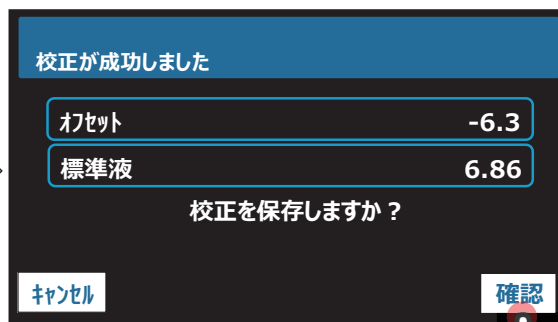 校正が成功しました
ｵﾌｾｯﾄ -6.3
標準液 6.86
校正を保存しますか？
ｷｬﾝｾﾙ 確認